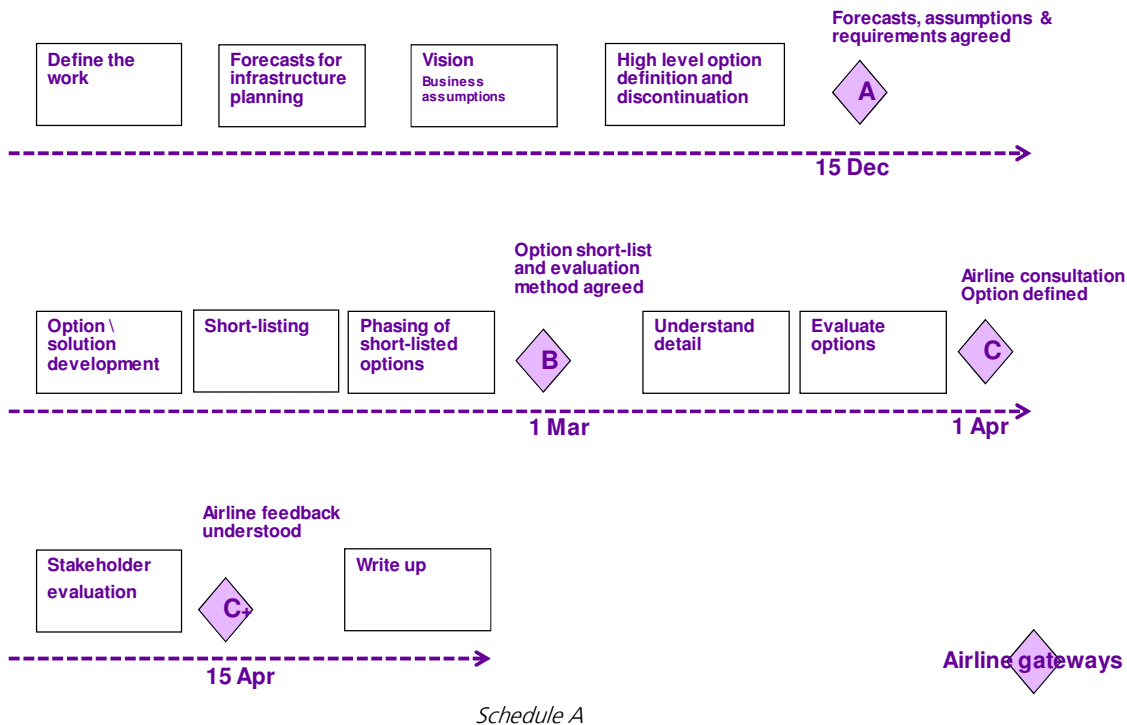 Forecasts, assumptions &
requirements agreed
Define the
work
Forecasts for
infrastructure
planning
Vision
Business
assumptions
High level option
definition and
discontinuation
A
15 Dec
Option short-list
and evaluation
method agreed
Airline consultation
Option defined
Option \
solution
development
Short-listing
Phasing of
short-listed
options
B
Understand
detail
Evaluate
options
C
1 Mar
1 Apr
Airline feedback
understood
Stakeholder
evaluation
C+
Write up
15 Apr
Airline gateways
Schedule A